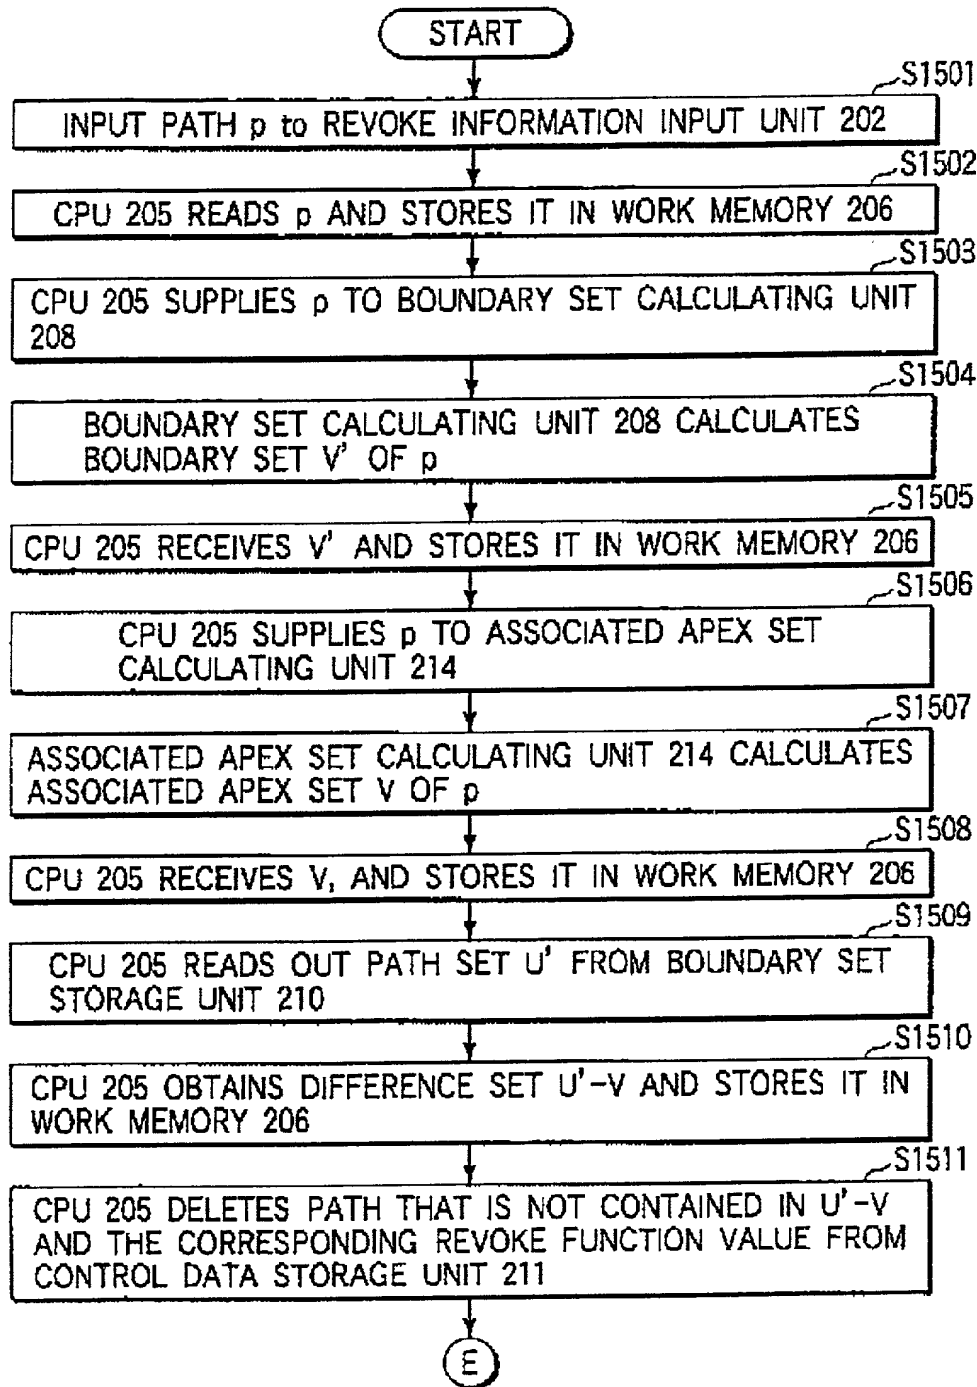 START
S1501
INPUT PATH p to REVOKE INFORMATION INPUT UNIT 202
S1502
CPU 205 READS p AND STORES IT IN WORK MEMORY 206
S1503
CPU 205 SUPPLIES p TO BOUNDARY SET CALCULATING UNIT
208
S1504
BOUNDARY SET CALCULATING UNIT 208 CALCULATES
BOUNDARY SET V' OF p
S1505
CPU 205 RECEIVES V' AND STORES IT IN WORK MEMORY 206
S1506
CPU 205 SUPPLIES p TO ASSOCIATED APEX SET
CALCULATING UNIT 214
S1507
ASSOCIATED APEX SET CALCULATING UNIT 214 CALCULATES
ASSOCIATED APEX SET V OF p
S1508
CPU 205 RECEIVES V, AND STORES IT IN WORK MEMORY 206
S1509
CPU 205 READS OUT PATH SET U' FROM BOUNDARY SET
STORAGE UNIT 210
S1510
CPU 205 OBTAINS DIFFERENCE SET U'-V AND STORES IT IN
WORK MEMORY 206
S1511
CPU 205 DELETES PATH THAT IS NOT CONTAINED IN U'-V
AND THE CORRESPONDING REVOKE FUNCTION VALUE FROM
CONTROL DATA STORAGE UNIT 211
E